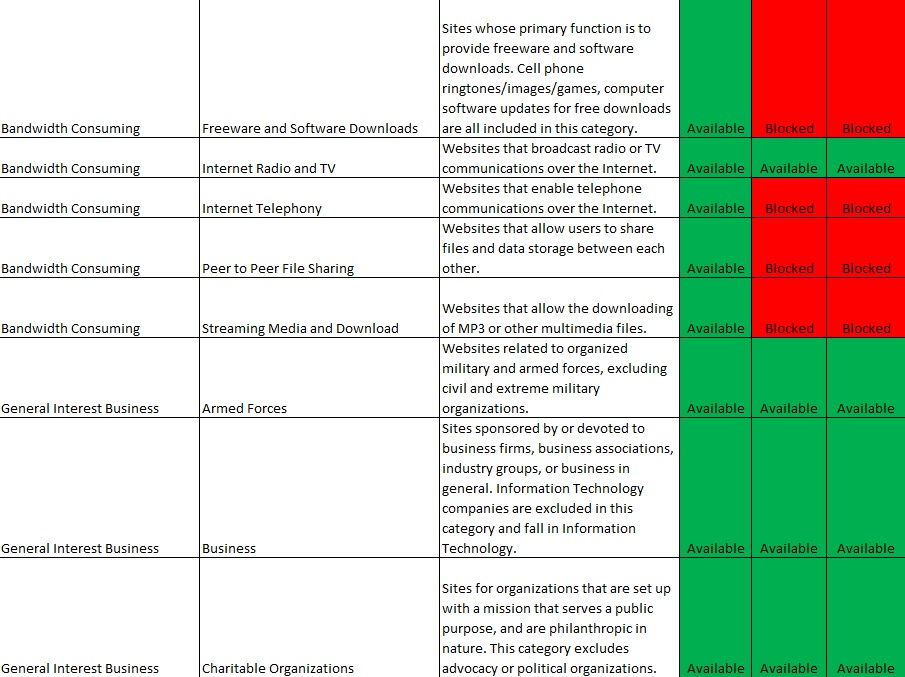 Sites whose primary function is to
provide freeware and software
downloads. Cell phone
ringtones/images/games, computer
software updates for free downloads
Bandwidth Consuming Freeware and Software Downloads are all included in this category. Available Blocked Blocked
Websites that broadcast radio or TV
Bandwidth Consuming Internet Radio and TV communications over the Internet. Available Available Available
Websites that enable telephone
Bandwidth Consuming Internet Telephony communications over the Internet. Available Blocked Blocked
Websites that allow users to share
files and data storage between each
Bandwidth Consuming Peer to Peer File Sharing other. Available Blocked Blocked
Websites that allow the downloading
Bandwidth Consuming Streaming Media and Download of MP3 or other multimedia files. Available Blocked Blocked
Websites related to organized
military and armed forces, excluding
civil and extreme military
General Interest Business Armed Forces organizations. Available Available Available
Sites sponsored by or devoted to
business firms, business associations,
industry groups, or business in
general. Information Technology
companies are excluded in this
category and fall in Information
General Interest Business Business Technology. Available Available Available
Sites for organizations that are set up
with a mission that serves a public
purpose, and are philanthropic in
nature. This category excludes
General Interest Business Charitable Organizations advocacy or political organizations. Available Available Available